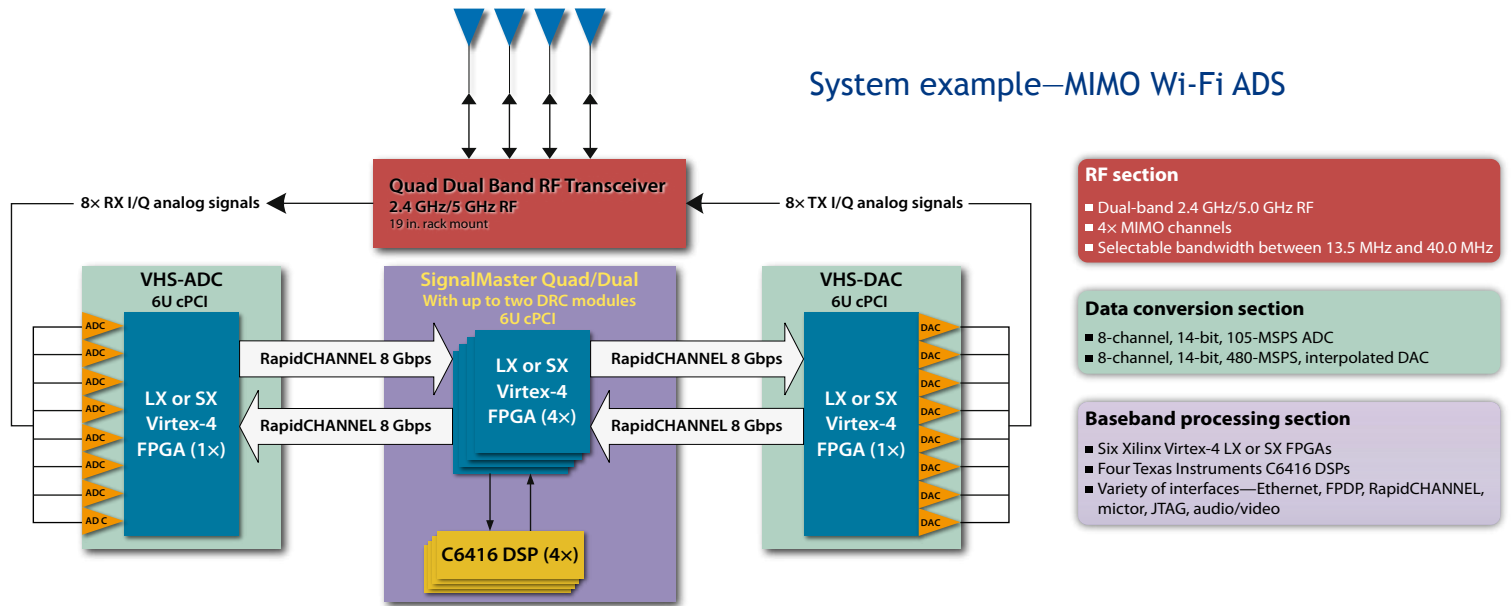 System example—MIMO Wi-Fi ADS
Quad Dual Band RF Transceiver
2.4 GHz/5 GHz RF
19 in. rack mount
8× RX I/Q analog signals
8× TX I/Q analog signals
VHS-ADC
6U cPCI
ADC
ADC
ADC
ADC
ADC
ADC
ADC
AD C
LX or SX
Virtex-4
FPGA (1×)
RapidCHANNEL 8 Gbps
RapidCHANNEL 8 Gbps
SignalMaster Quad/Dual
With up to two DRC modules
6U cPCI
LX or SX
Virtex-4
FPGA (4×)
C6416 DSP (4×)
RapidCHANNEL 8 Gbps
RapidCHANNEL 8 Gbps
VHS-DAC
6U cPCI
LX or SX
Virtex-4
FPGA (1×)
DAC
DAC
DAC
DAC
DAC
DAC
DAC
DAC
RF section
■ Dual-band 2.4 GHz/5.0 GHz RF
■ 4× MIMO channels
■ Selectable bandwidth between 13.5 MHz and 40.0 MHz
Data conversion section
■ 8-channel, 14-bit, 105-MSPS ADC
■ 8-channel, 14-bit, 480-MSPS, interpolated DAC
Baseband processing section
■ Six Xilinx Virtex-4 LX or SX FPGAs
■ Four Texas Instruments C6416 DSPs
■ Variety of interfaces—Ethernet, FPDP, RapidCHANNEL,
mictor, JTAG, audio/video